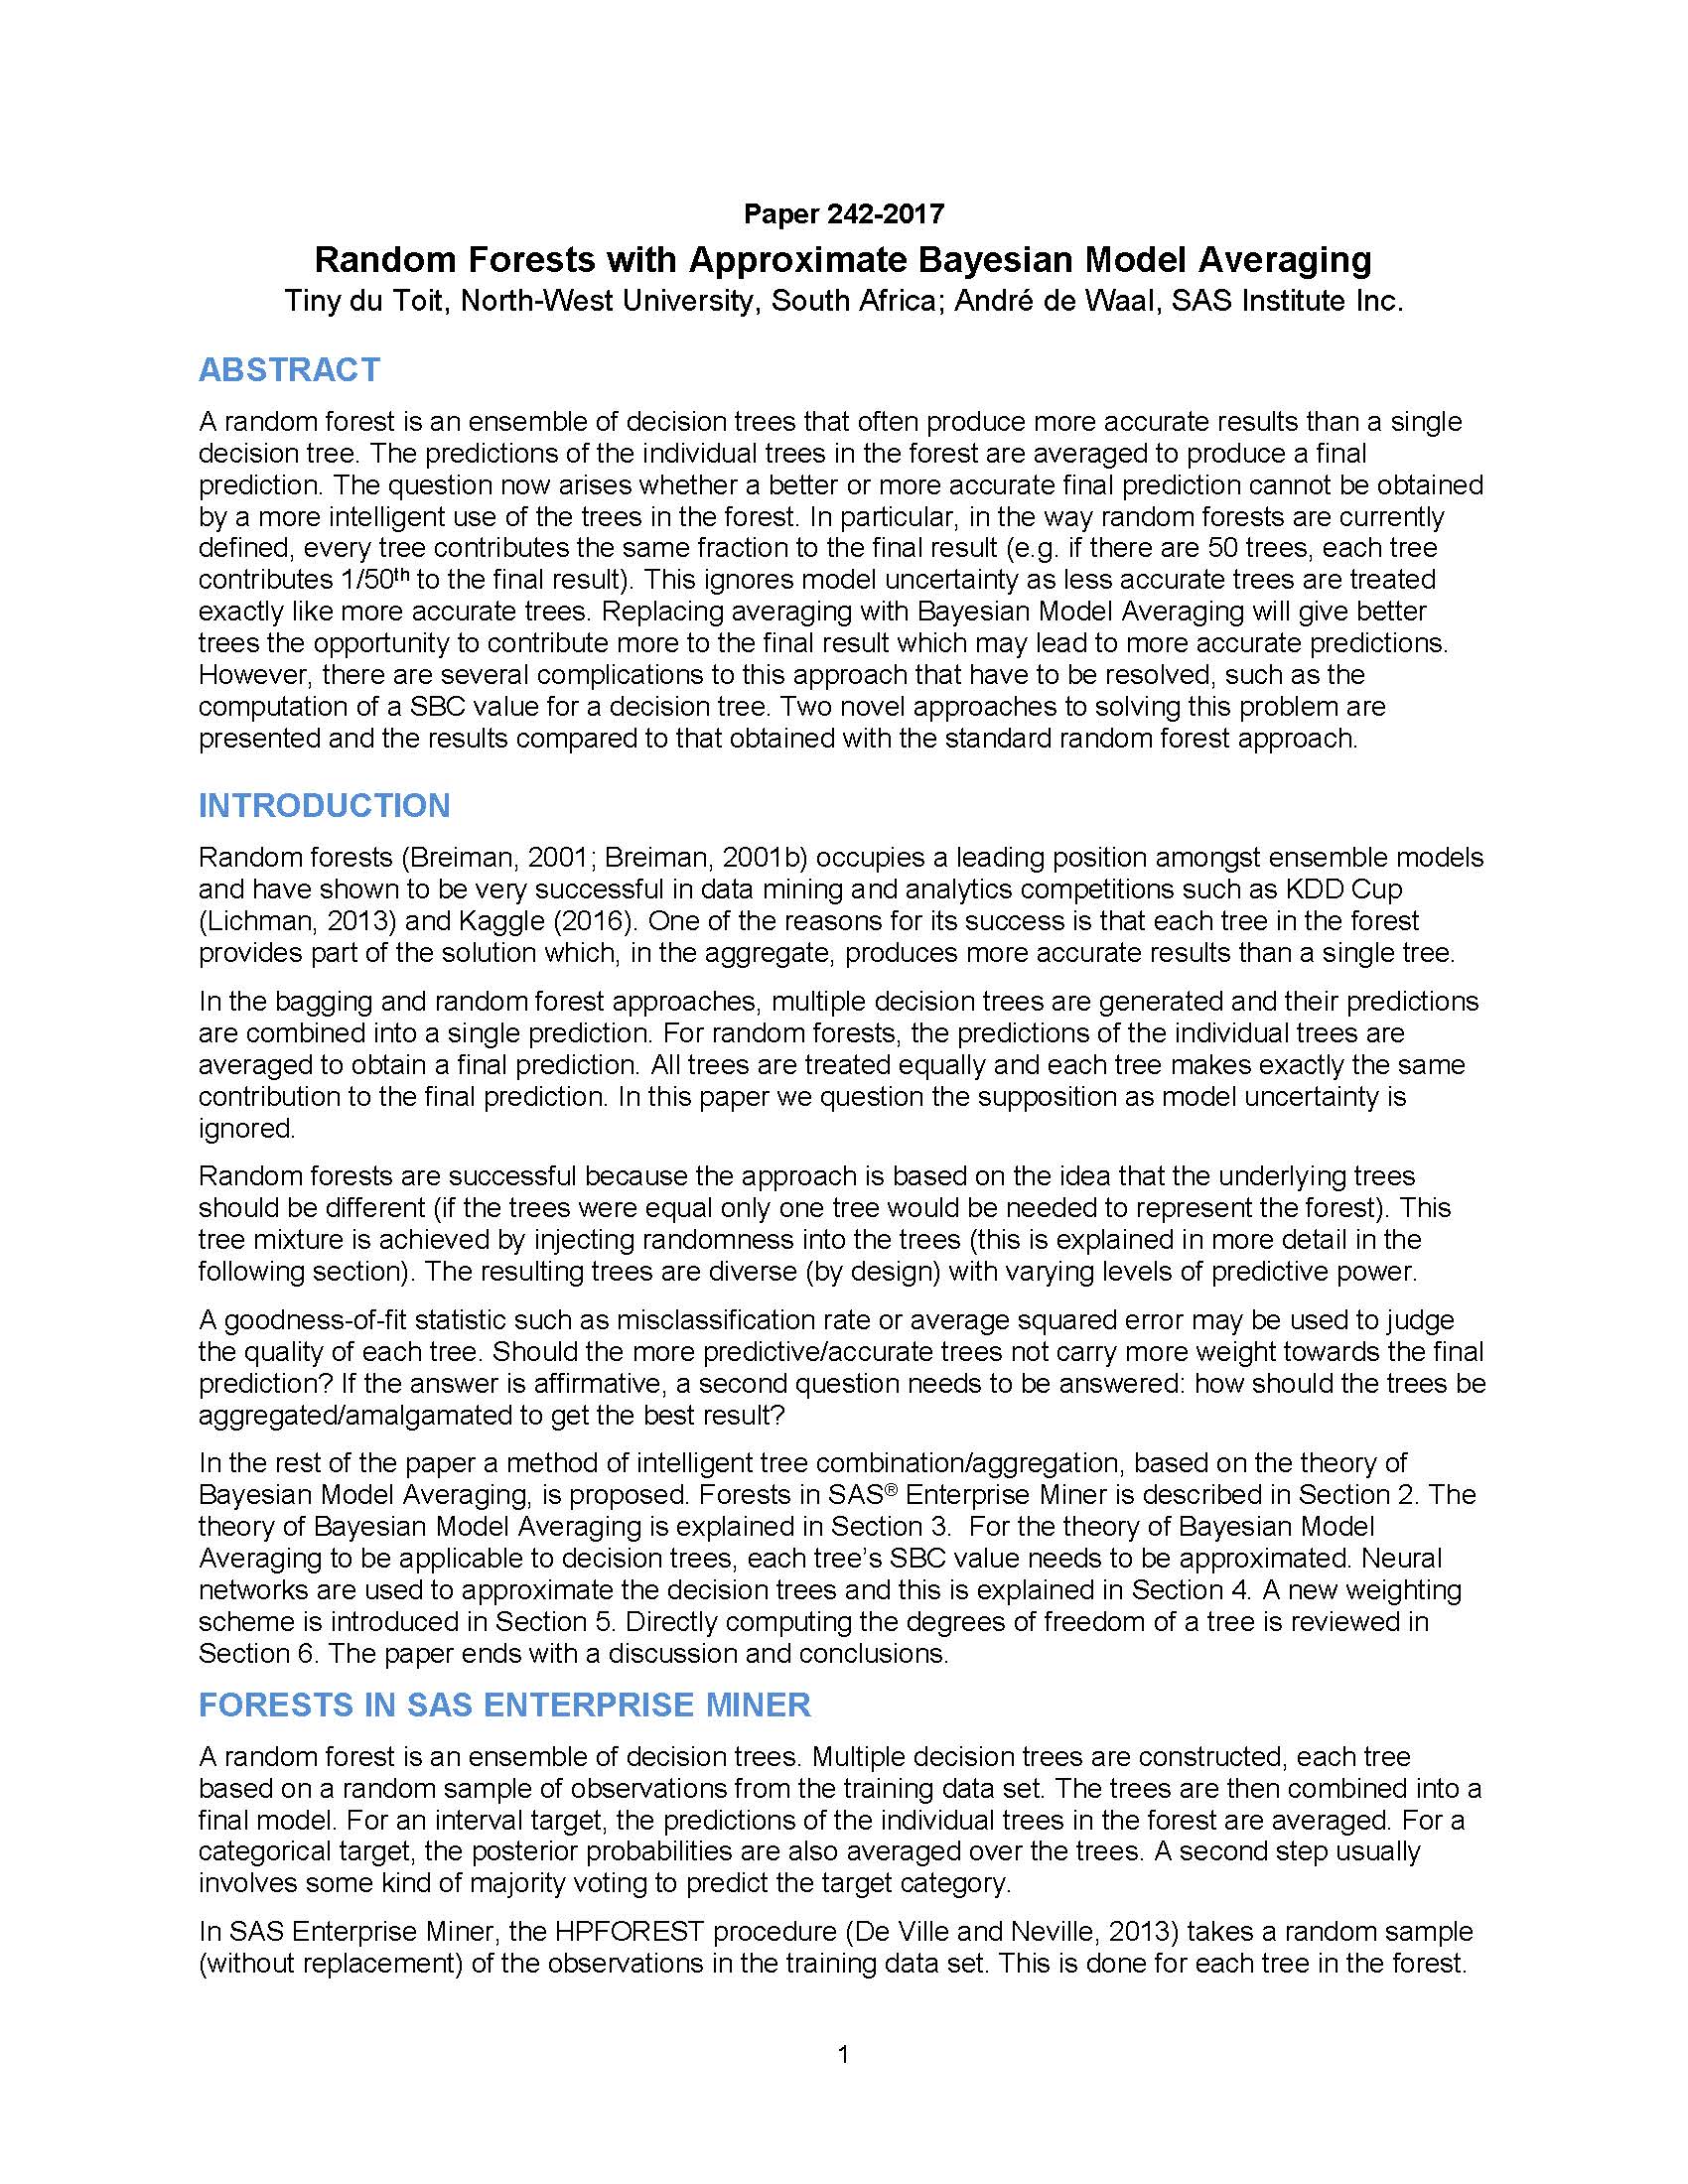 Paper 242-2017
Random Forests with Approximate Bayesian Model Averaging
Tiny du Toit, North-West University, South Africa; André de Waal, SAS Institute Inc.
ABSTRACT
A random forest is an ensemble of decision trees that often produce more accurate results than a single
decision tree. The predictions of the individual trees in the forest are averaged to produce a final
prediction. The question now arises whether a better or more accurate final prediction cannot be obtained
by a more intelligent use of the trees in the forest. In particular, in the way random forests are currently
defined, every tree contributes the same fraction to the final result (e.g. if there are 50 trees, each tree
contributes 1/50th to the final result). This ignores model uncertainty as less accurate trees are treated
exactly like more accurate trees. Replacing averaging with Bayesian Model Averaging will give better
trees the opportunity to contribute more to the final result which may lead to more accurate predictions.
However, there are several complications to this approach that have to be resolved, such as the
computation of a SBC value for a decision tree. Two novel approaches to solving this problem are
presented and the results compared to that obtained with the standard random forest approach.
INTRODUCTION
Random forests (Breiman, 2001; Breiman, 2001b) occupies a leading position amongst ensemble models
and have shown to be very successful in data mining and analytics competitions such as KDD Cup
(Lichman, 2013) and Kaggle (2016). One of the reasons for its success is that each tree in the forest
provides part of the solution which, in the aggregate, produces more accurate results than a single tree.
In the bagging and random forest approaches, multiple decision trees are generated and their predictions
are combined into a single prediction. For random forests, the predictions of the individual trees are
averaged to obtain a final prediction. All trees are treated equally and each tree makes exactly the same
contribution to the final prediction. In this paper we question the supposition as model uncertainty is
ignored.
Random forests are successful because the approach is based on the idea that the underlying trees
should be different (if the trees were equal only one tree would be needed to represent the forest). This
tree mixture is achieved by injecting randomness into the trees (this is explained in more detail in the
following section). The resulting trees are diverse (by design) with varying levels of predictive power.
A goodness-of-fit statistic such as misclassification rate or average squared error may be used to judge
the quality of each tree. Should the more predictive/accurate trees not carry more weight towards the final
prediction? If the answer is affirmative, a second question needs to be answered: how should the trees be
aggregated/amalgamated to get the best result?
In the rest of the paper a method of intelligent tree combination/aggregation, based on the theory of
Bayesian Model Averaging, is proposed. Forests in SAS® Enterprise Miner is described in Section 2. The
theory of Bayesian Model Averaging is explained in Section 3.  For the theory of Bayesian Model
Averaging to be applicable to decision trees, each tree's SBC value needs to be approximated. Neural
networks are used to approximate the decision trees and this is explained in Section 4. A new weighting
scheme is introduced in Section 5. Directly computing the degrees of freedom of a tree is reviewed in
Section 6. The paper ends with a discussion and conclusions.
FORESTS IN SAS ENTERPRISE MINER
A random forest is an ensemble of decision trees. Multiple decision trees are constructed, each tree
based on a random sample of observations from the training data set. The trees are then combined into a
final model. For an interval target, the predictions of the individual trees in the forest are averaged. For a
categorical target, the posterior probabilities are also averaged over the trees. A second step usually
involves some kind of majority voting to predict the target category.
In SAS Enterprise Miner, the HPFOREST procedure (De Ville and Neville, 2013) takes a random sample
(without replacement) of the observations in the training data set. This is done for each tree in the forest.
1